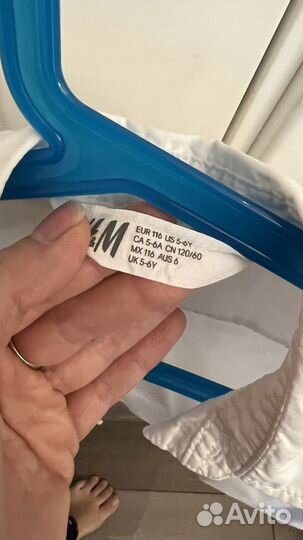 H&M
EUR 116 US 5-6Y
CA 5-6A CN 120/60
MX 116 AUS 6
UK 5-6Y
Avito